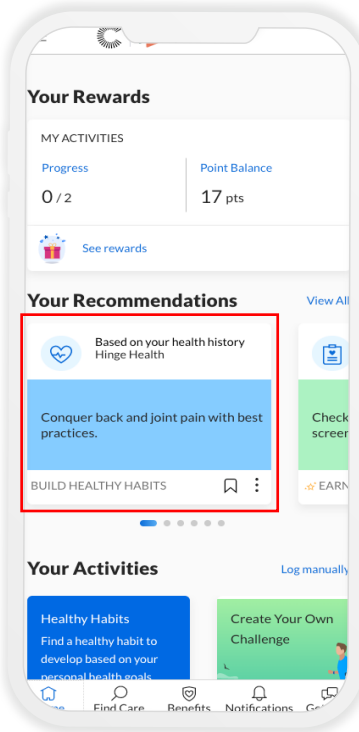 Your Rewards
MY ACTIVITIES
Progress
Point Balance
0 / 2
17 pts
See rewards
Your Recommendations
View All
Based on your health history
Hinge Health
Conquer back and joint pain with best
practices.
BUILD HEALTHY HABITS
Check
screen
EARN
Your Activities
Log manually
Healthy Habits
Find a healthy habit to
develop based on your
personal health goals
Create Your Own
Challenge
Find Care
Benefits
Notifications